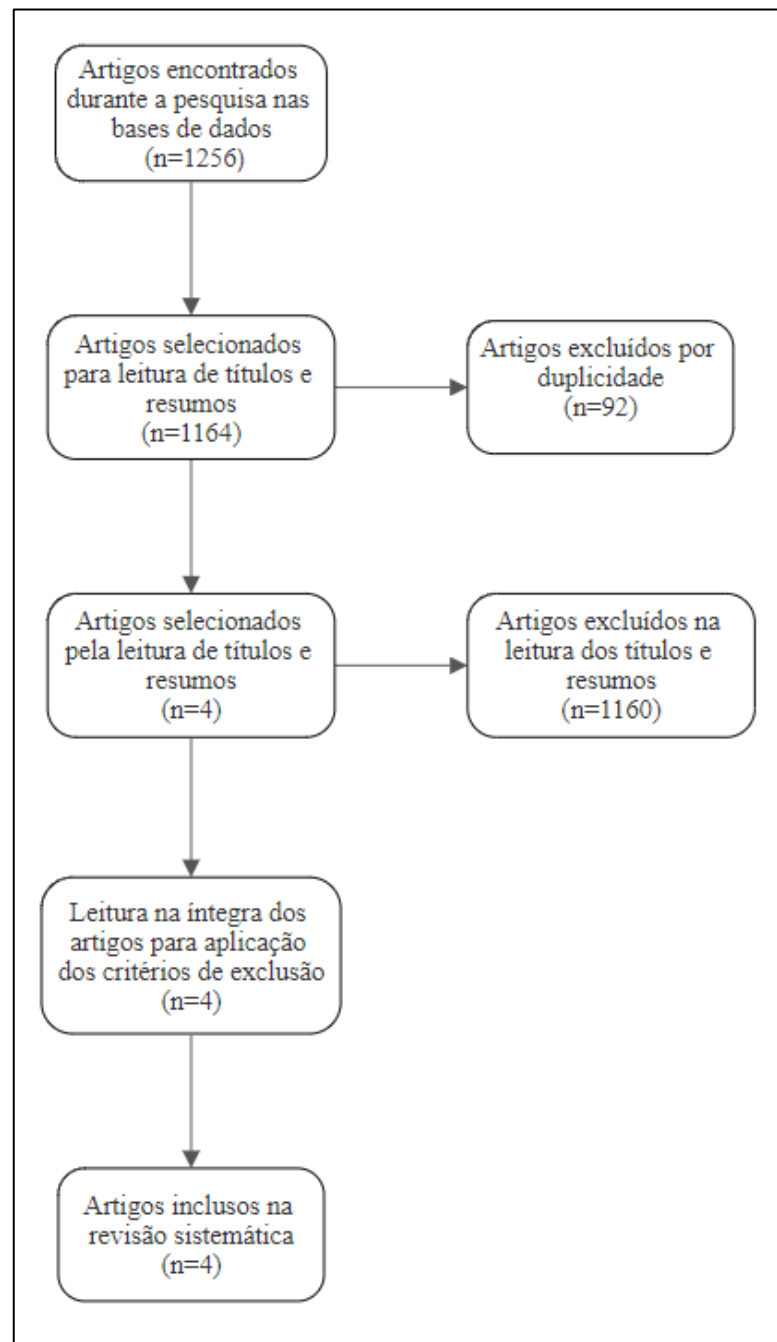 Artigos encontrados
durante a pesquisa nas
bases de dados
(n=1256)
Artigos selecionados
para leitura de títulos e
resumos
(n=1164)
Artigos excluídos por
duplicidade
(n=92)
Artigos selecionados
pela leitura de títulos e
resumos
(n=4)
Artigos excluídos na
leitura dos títulos e
resumos
(n=1160)
Leitura na íntegra dos
artigos para aplicação
dos critérios de exclusão
(n=4)
Artigos inclusos na
revisão sistemática
(n=4)